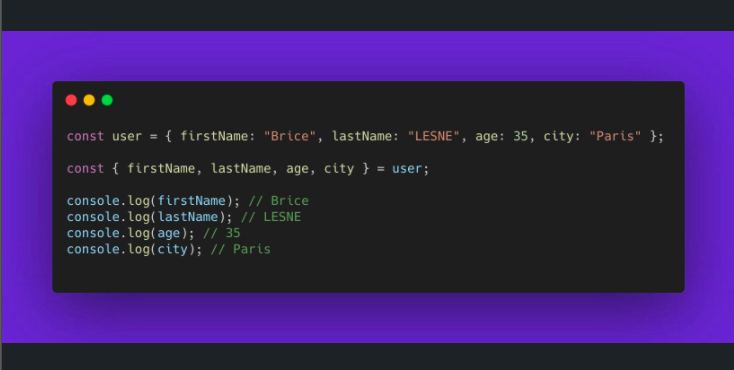 const user = { firstName: "Brice", lastName: "LESNE", age: 35, city: "Paris" };
const { firstName, lastName, age, city } = user;
console.log(firstName); // Brice
console.log(lastName); // LESNE
console.log(age); // 35
console.log(city); // Paris